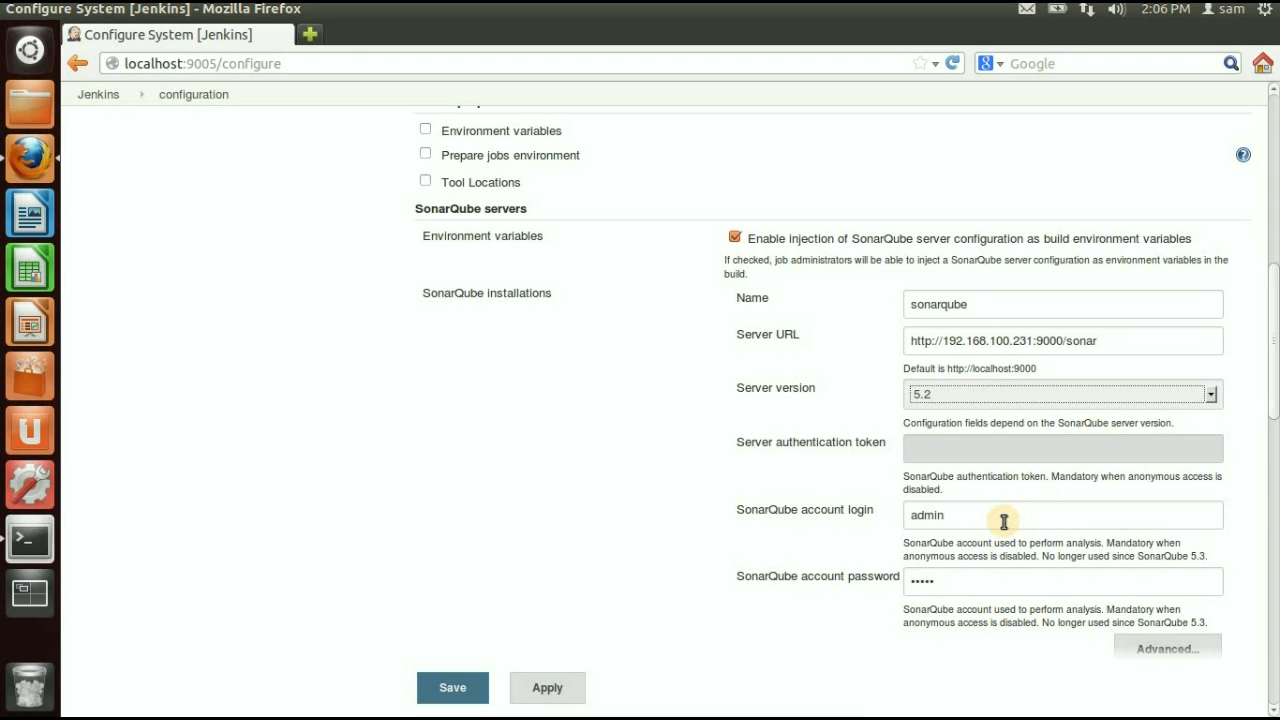 Configure System [Jenkins] - Mozilla Firefox
2:06 PM
sam
Configure System [Jenkins]
localhost:9005/configure
Google
Jenkins
configuration
Environment variables
Prepare jobs environment
Tool Locations
SonarQube servers
Environment variables
Enable injection of SonarQube server configuration as build environment variables
If checked, job administrators will be able to inject a SonarQube server configuration as environment variables in the
build.
SonarQube installations
Name
sonarqube
Server URL
http://192.168.100.231:9000/sonar
Default is http://localhost:9000
Server version
5.2
Configuration fields depend on the SonarQube server version.
Server authentication token
SonarQube authentication token. Mandatory when anonymous access is
disabled.
SonarQube account login
admin
SonarQube account used to perform analysis. Mandatory when
anonymous access is disabled. No longer used since SonarQube 5.3.
SonarQube account password
•••••
SonarQube account used to perform analysis. Mandatory when
anonymous access is disabled. No longer used since SonarQube 5.3.
Advanced...
Save
Apply